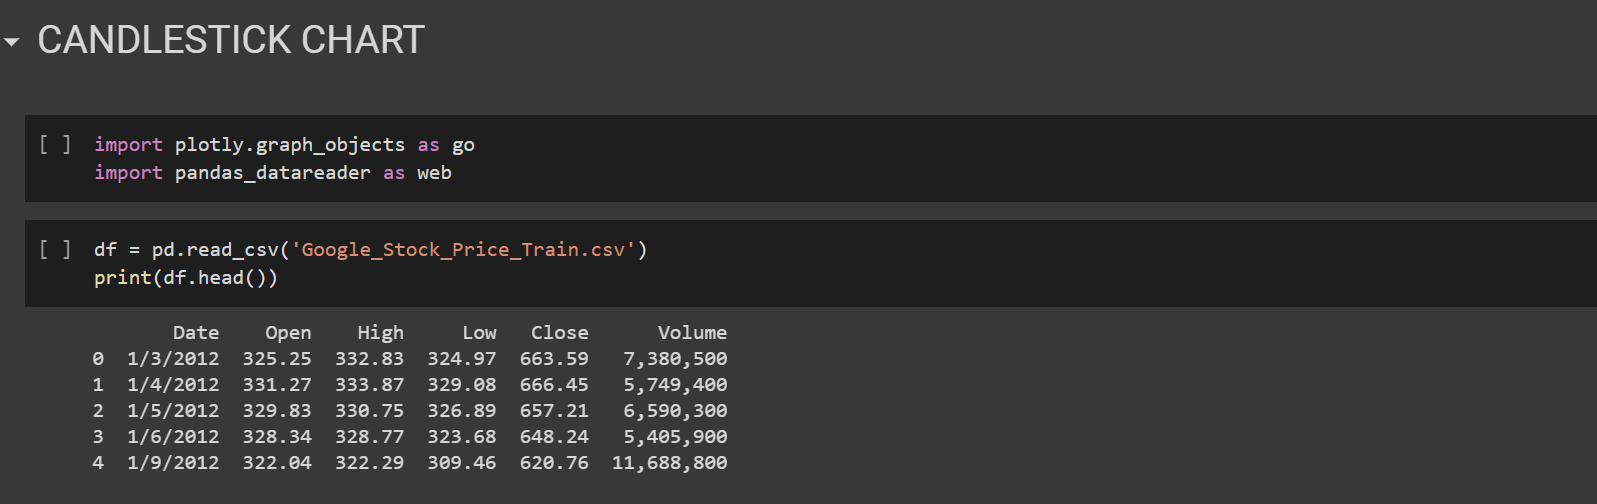 CANDLESTICK CHART
[ ] import plotly.graph_objects as go
import pandas_datareader as web
[ ] df = pd.read_csv('Google_Stock_Price_Train.csv')
print(df.head())
Date Open High Low Close Volume
0 1/3/2012 325.25 332.83 324.97 663.59 7,380,500
1 1/4/2012 331.27 333.87 329.08 666.45 5,749,400
2 1/5/2012 329.83 330.75 326.89 657.21 6,590,300
3 1/6/2012 328.34 328.77 323.68 648.24 5,405,900
4 1/9/2012 322.04 322.29 309.46 620.76 11,688,800